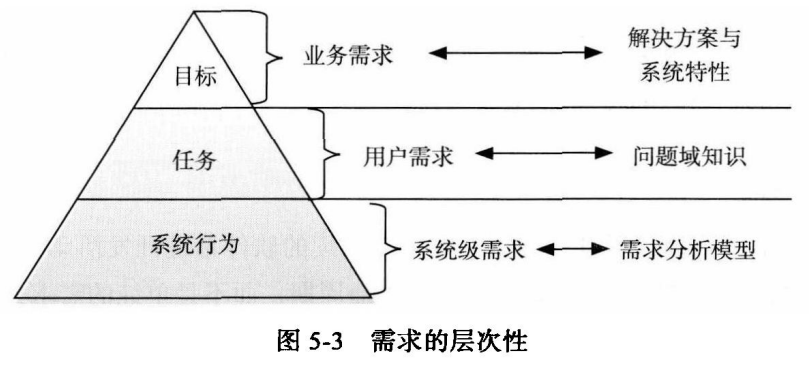 目标
业务需求
解决方案与
系统特性
任务
用户需求
问题域知识
系统行为
系统级需求
需求分析模型
图 5-3 需求的层次性